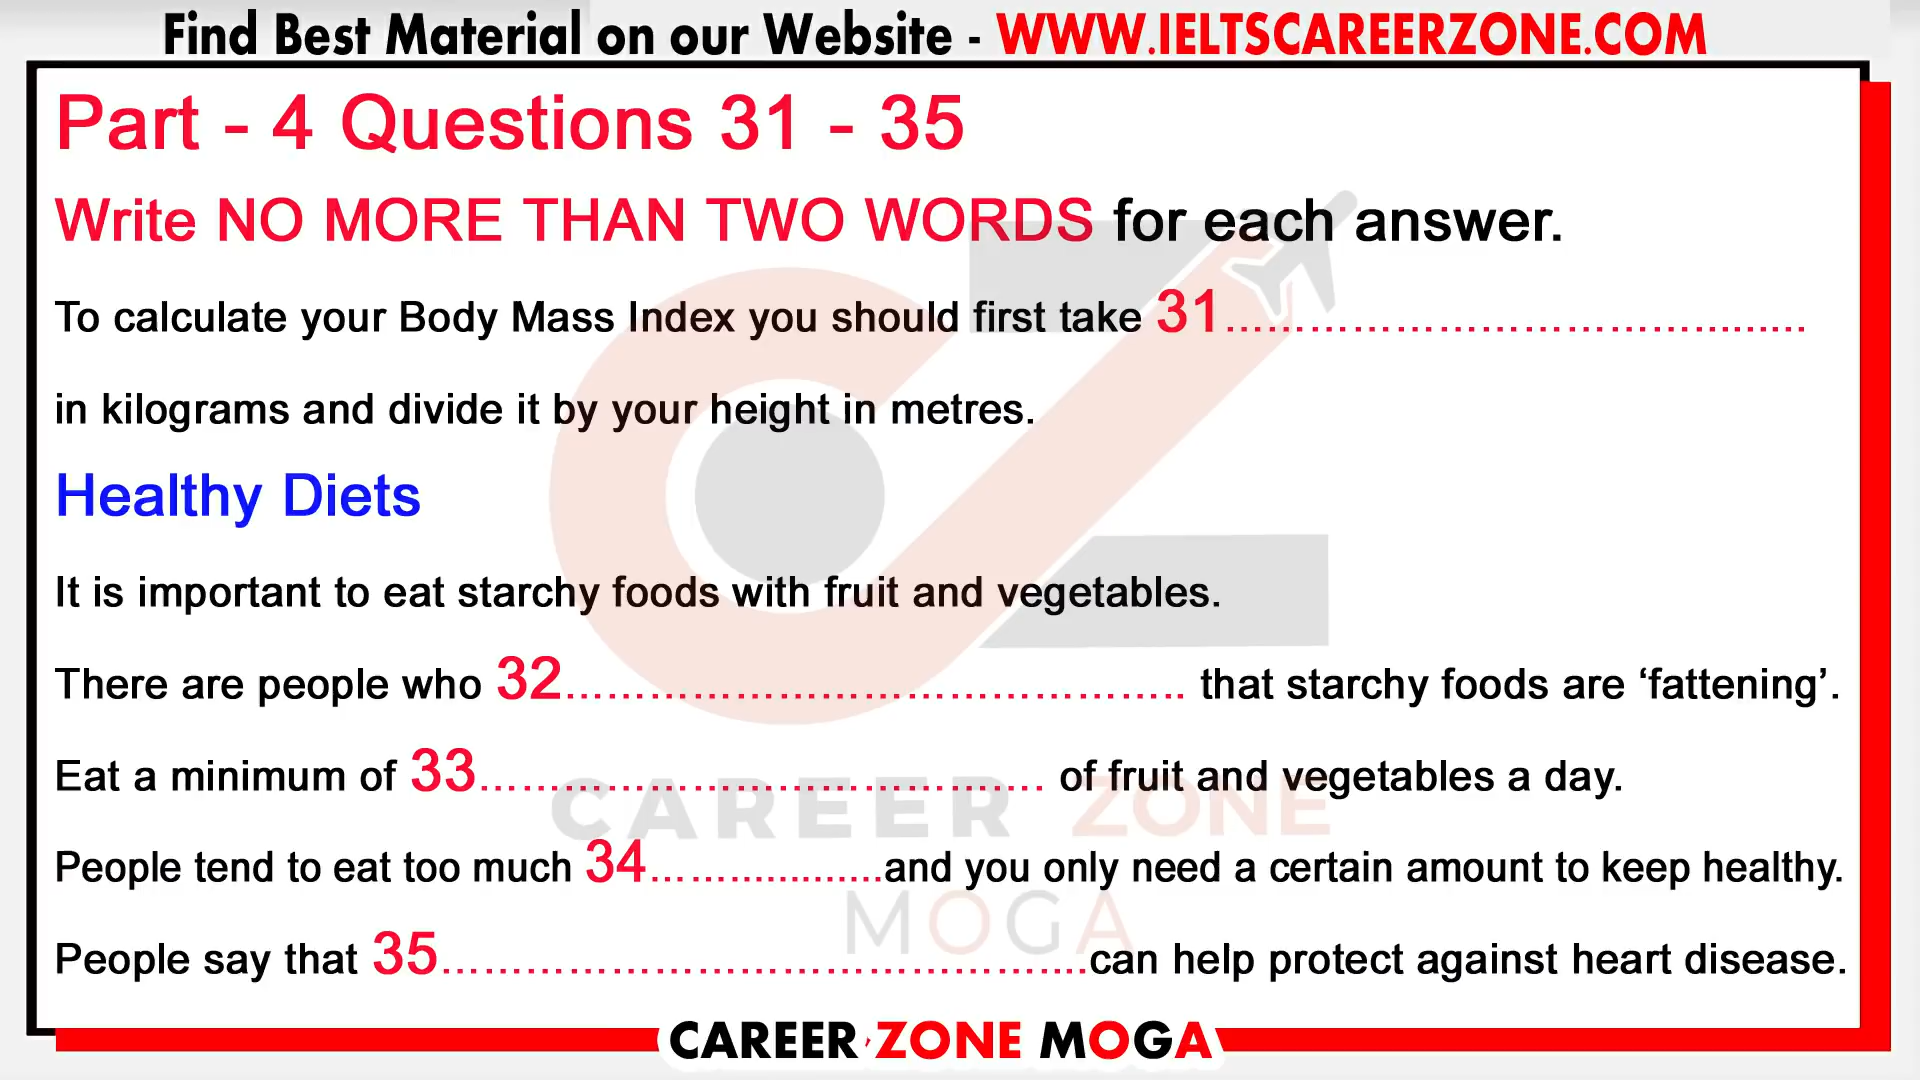 Find Best Material on our Website - WWW.IELTSCAREERZONE.COM
Part - 4 Questions 31 - 35
Write NO MORE THAN TWO WORDS for each answer.
To calculate your Body Mass Index you should first take 31……………………………………..........
in kilograms and divide it by your height in metres.
Healthy Diets
It is important to eat starchy foods with fruit and vegetables.
There are people who 32…………………………………….. that starchy foods are ‘fattening’.
Eat a minimum of 33………………………………… of fruit and vegetables a day.
People tend to eat too much 34……............and you only need a certain amount to keep healthy.
People say that 35……………………………………....can help protect against heart disease.
CAREER ZONE
MOGA
CAREER ZONE MOGA